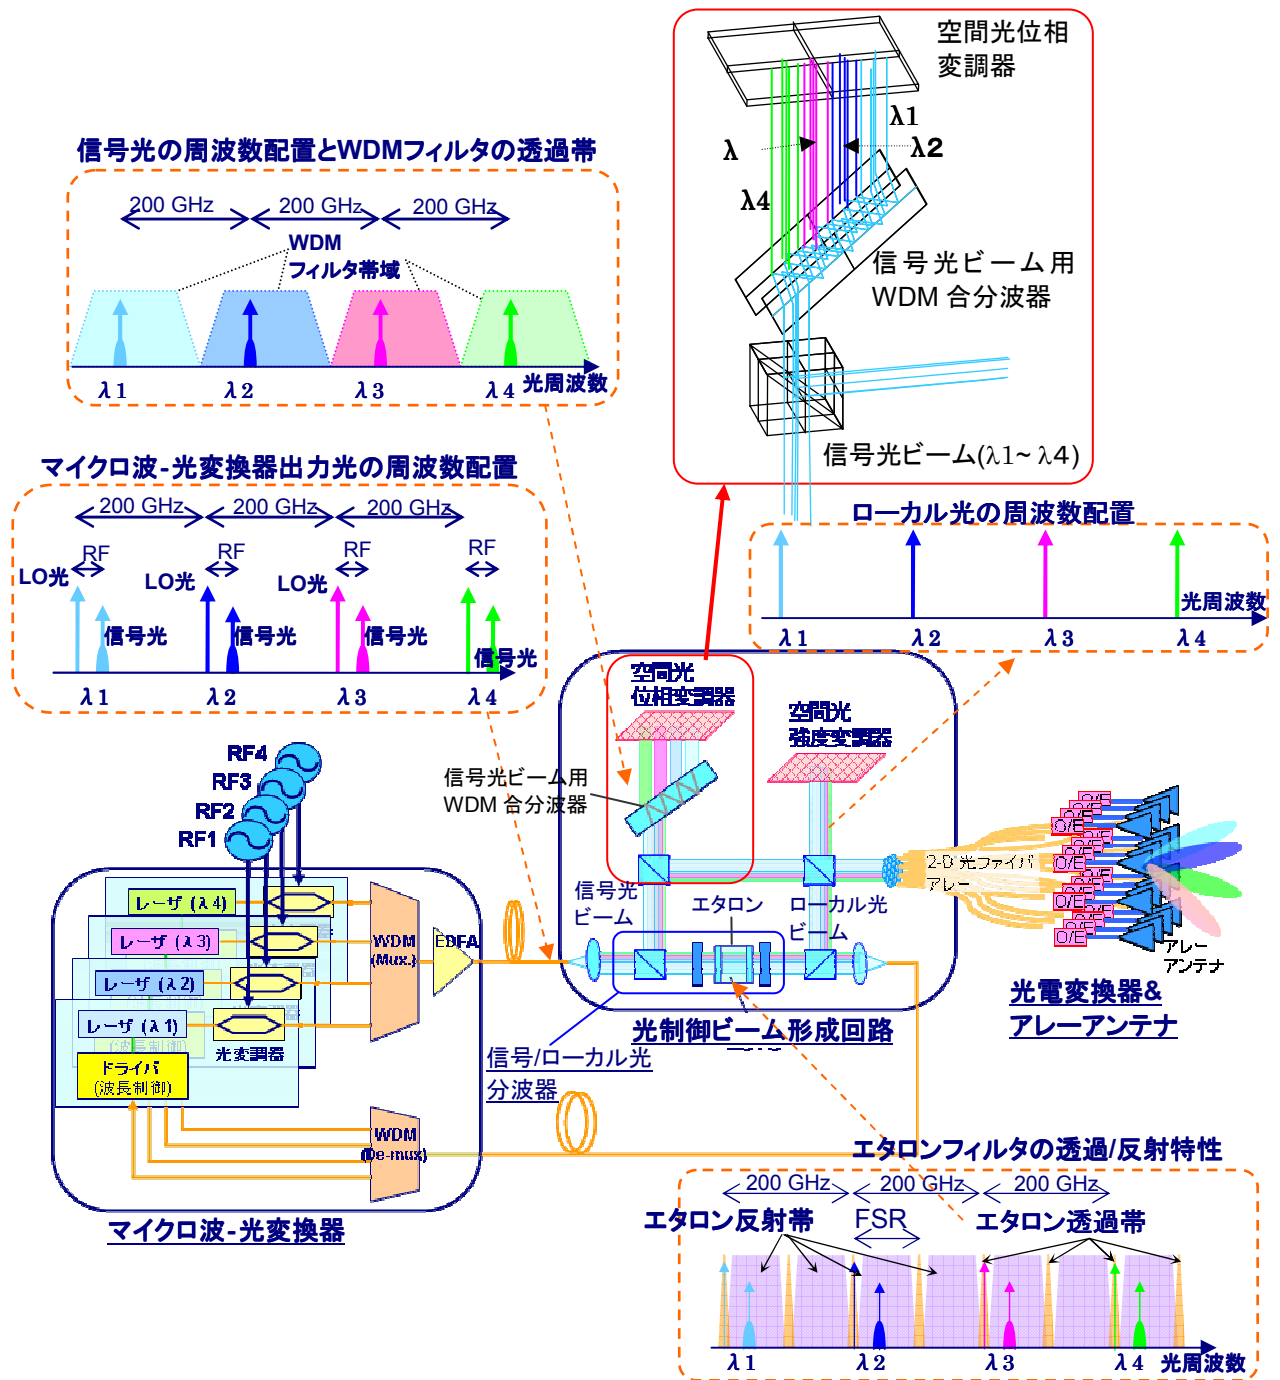 空間光位相
変調器
λ1
λ
λ2
λ4
信号光ビーム用
WDM 合分波器
信号光ビーム(λ1~ λ4)
信号光の周波数配置とWDMフィルタの透過帯
200 GHz
200 GHz
200 GHz
WDM
フィルタ帯域
λ1
λ2
λ3
λ4
光周波数
マイクロ波-光変換器出力光の周波数配置
200 GHz
200 GHz
200 GHz
RF
RF
RF
RF
LO光
LO光
LO光
信号光
信号光
信号光
信号光
λ1
λ2
λ3
λ4
ローカル光の周波数配置
光周波数
λ1
λ2
λ3
λ4
空間光
位相変調器
空間光
強度変調器
信号光ビーム用
WDM 合分波器
信号光
ビーム
エタロン
ローカル光
ビーム
2-D 光ファイバ
アレー
光制御ビーム形成回路
信号/ローカル光
分波器
O/E
O/E
O/E
O/E
O/E
O/E
アレー
アンテナ
光電変換器&
アレーアンテナ
RF4
RF3
RF2
RF1
レーザ (λ4)
レーザ (λ3)
レーザ (λ2)
レーザ (λ1)
光変調器
ドライバ
(波長制御)
WDM
(Mux.)
EDFA
WDM
(De-mux)
マイクロ波-光変換器
エタロンフィルタの透過/反射特性
200 GHz
200 GHz
200 GHz
エタロン反射帯
FSR
エタロン透過帯
λ1
λ2
λ3
λ4
光周波数